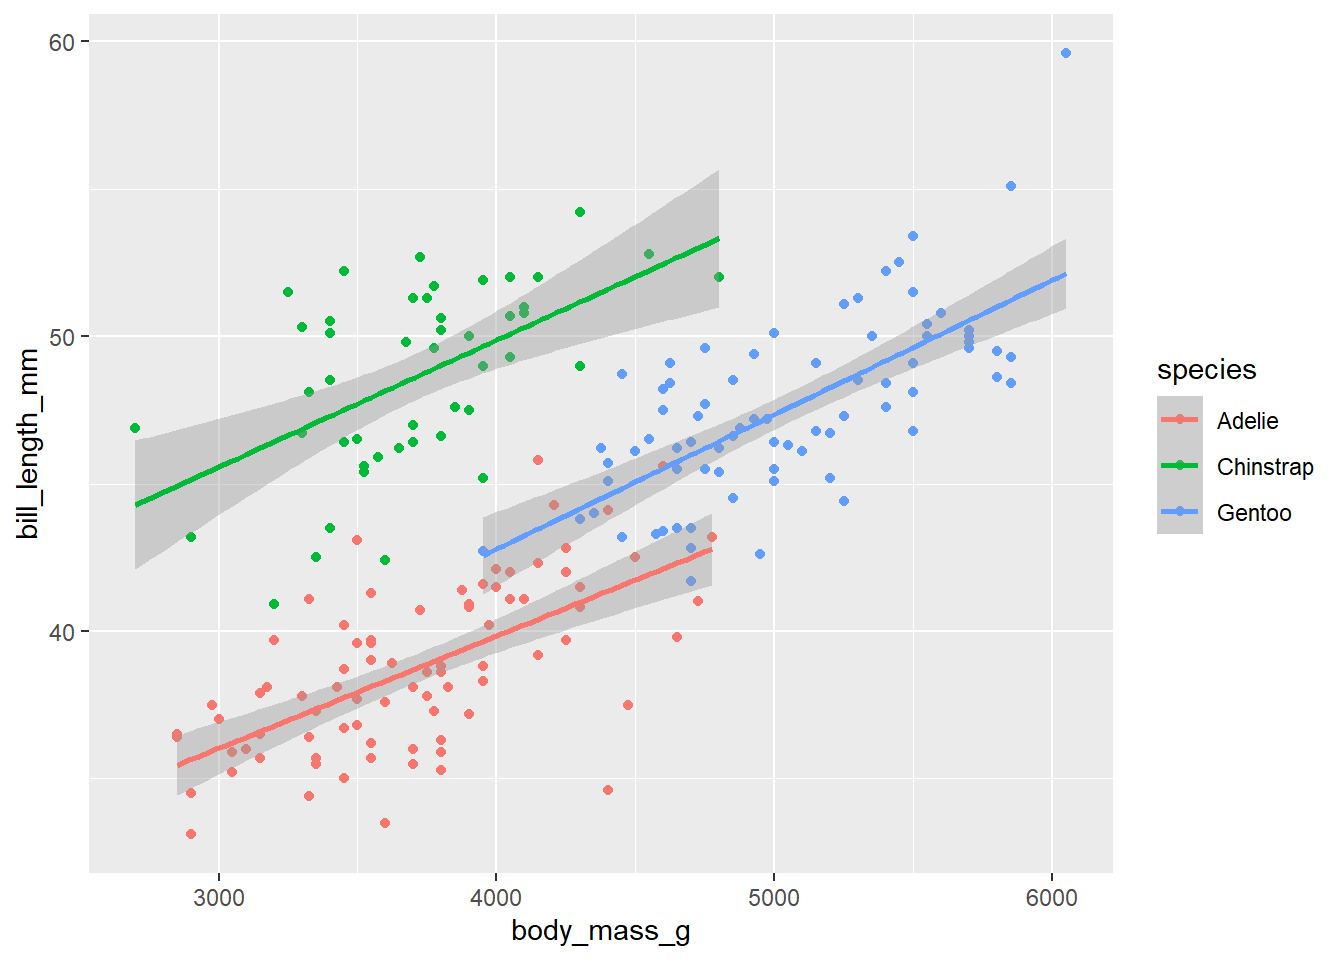 60
50
40
bill_length_mm
3000
4000
5000
6000
body_mass_g
species
Adelie
Chinstrap
Gentoo